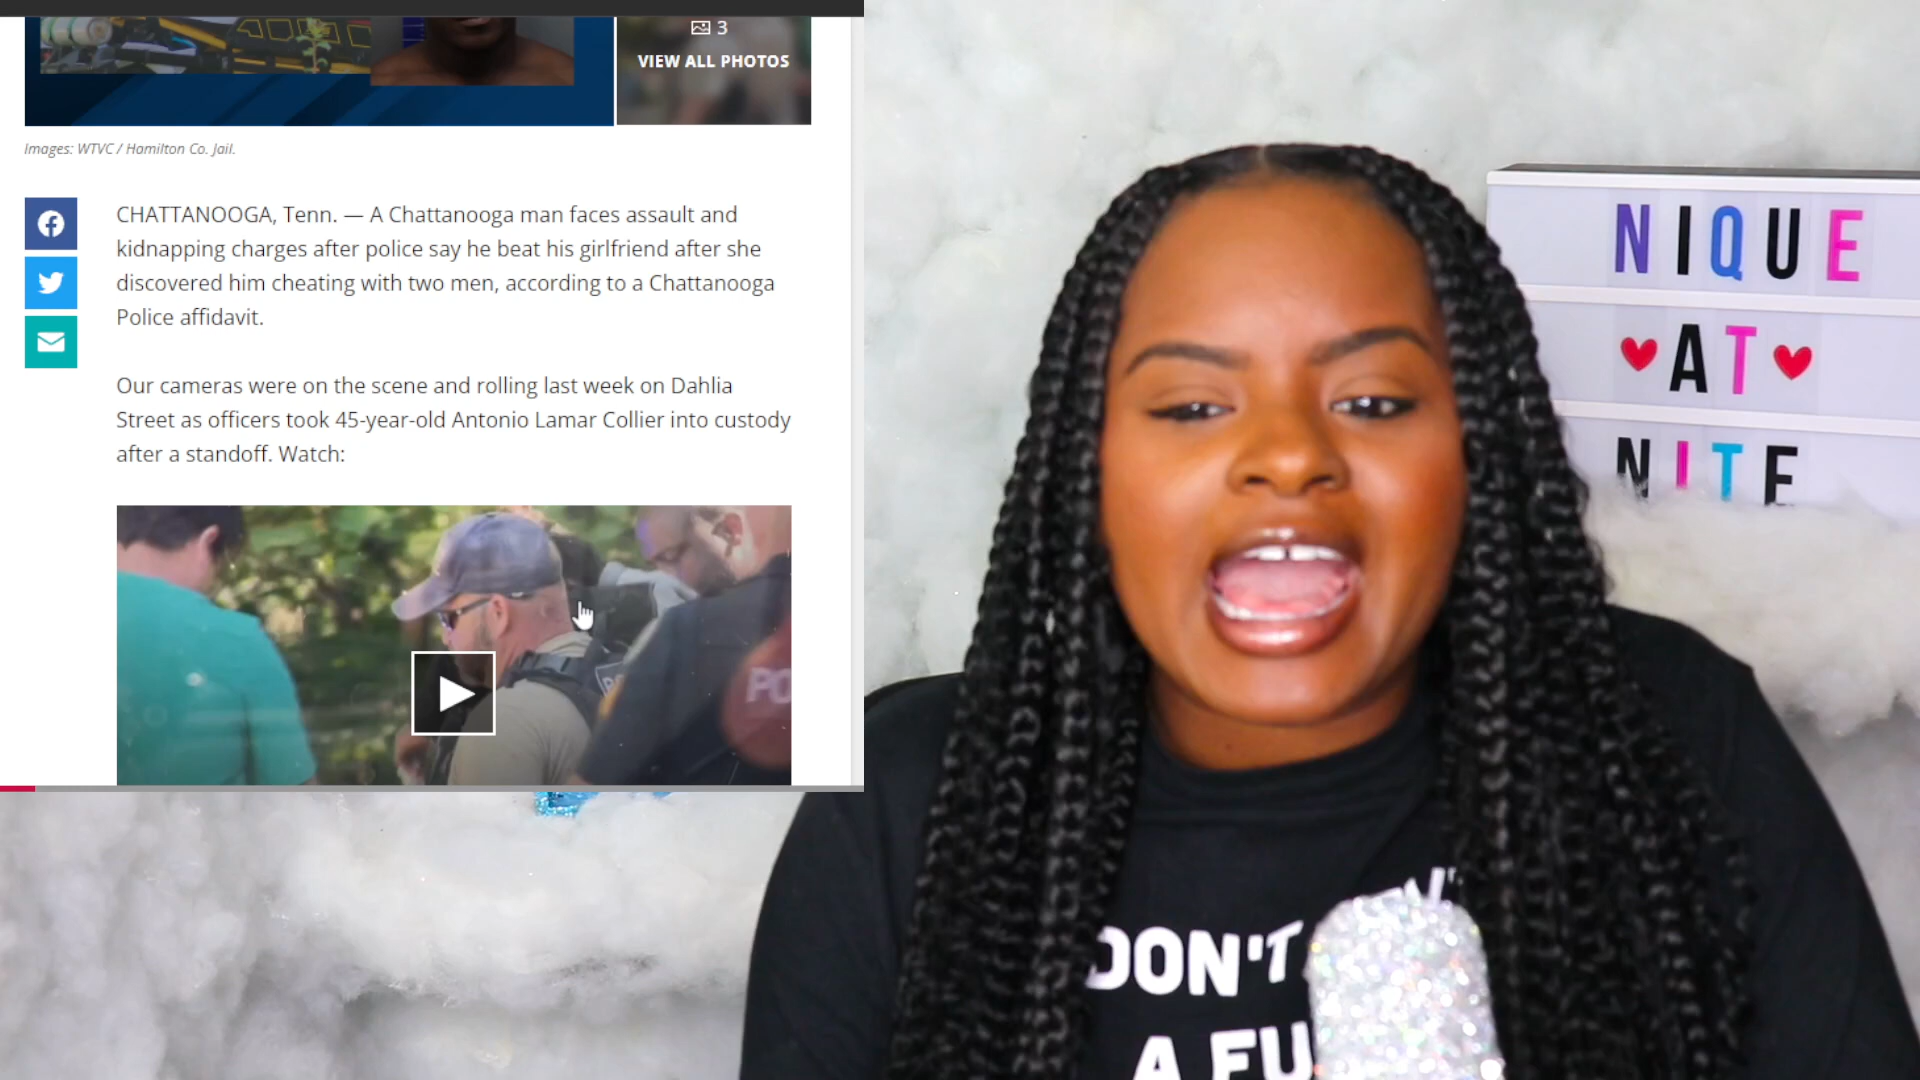 3
VIEW ALL PHOTOS
Images: WTVC / Hamilton Co. Jail.
CHATTANOOGA, Tenn. — A Chattanooga man faces assault and
kidnapping charges after police say he beat his girlfriend after she
discovered him cheating with two men, according to a Chattanooga
Police affidavit.
Our cameras were on the scene and rolling last week on Dahlia
Street as officers took 45-year-old Antonio Lamar Collier into custody
after a standoff. Watch:
PO
NIQUE
AT
NITE
DON'T
A FU